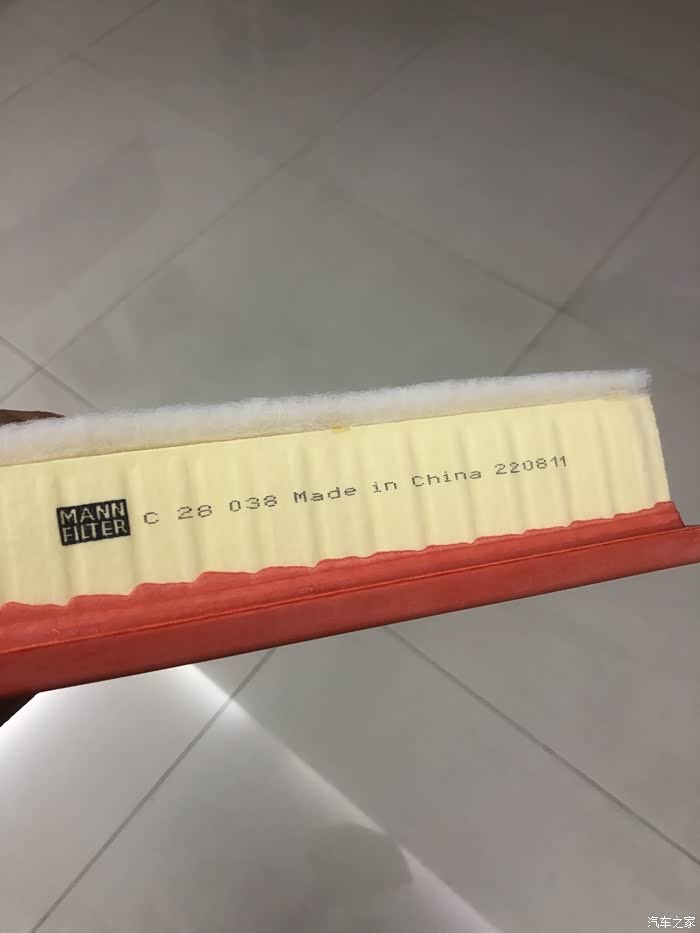 MANN
FILTER
C 28 038 Made in China 220811
汽车之家